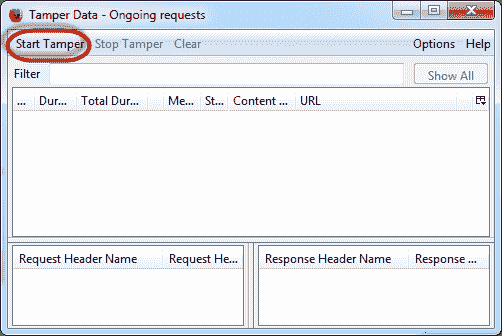 Tamper Data - Ongoing requests
Start Tamper Stop Tamper Clear Options Help
Filter Show All
... Dur... Total Dur... Me... St... Content ... URL
Request Header Name Request He... Response Header Name Response ...